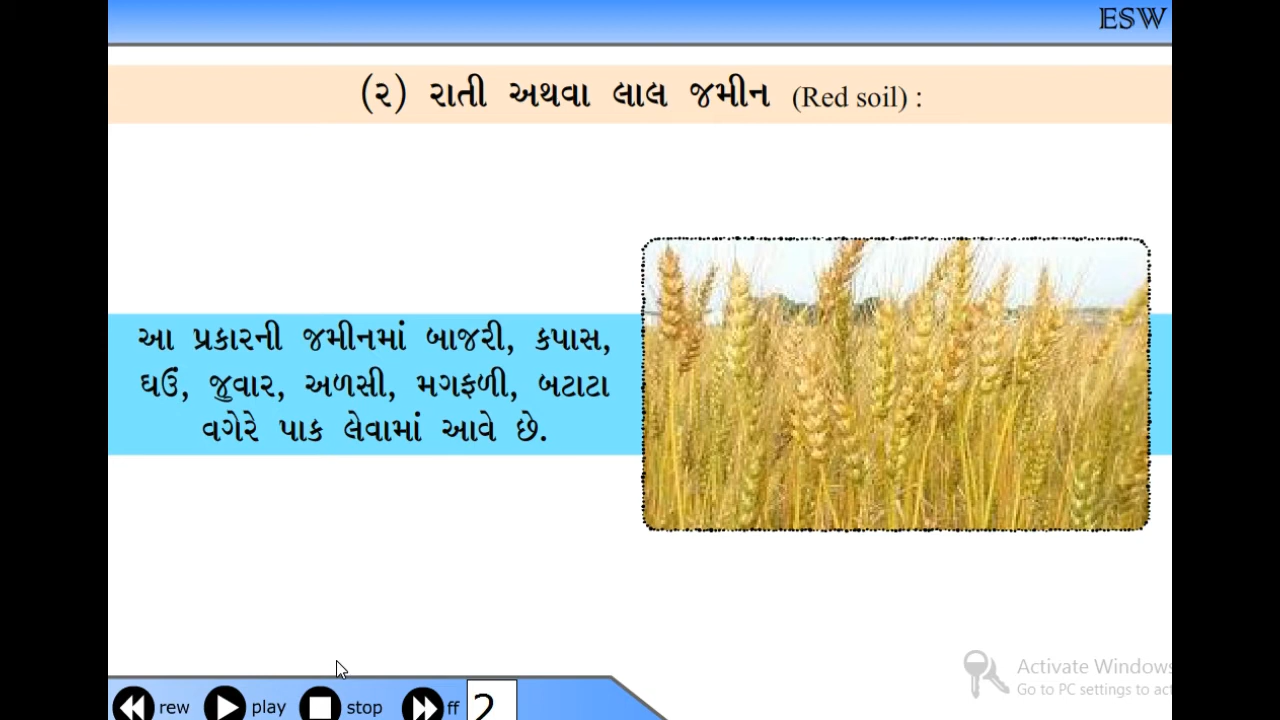 ESW
(૨) રાતી અથવા લાલ જમીન (Red soil) :
આ પ્રકારની જમીનમાં બાજરી, કપાસ,
ઘઉં, જુવાર, અળસી, મગફળી, બટાટા
વગેરે પાક લેવામાં આવે છે.
Activate Windows
Go to PC settings to act
rew play stop ff 2